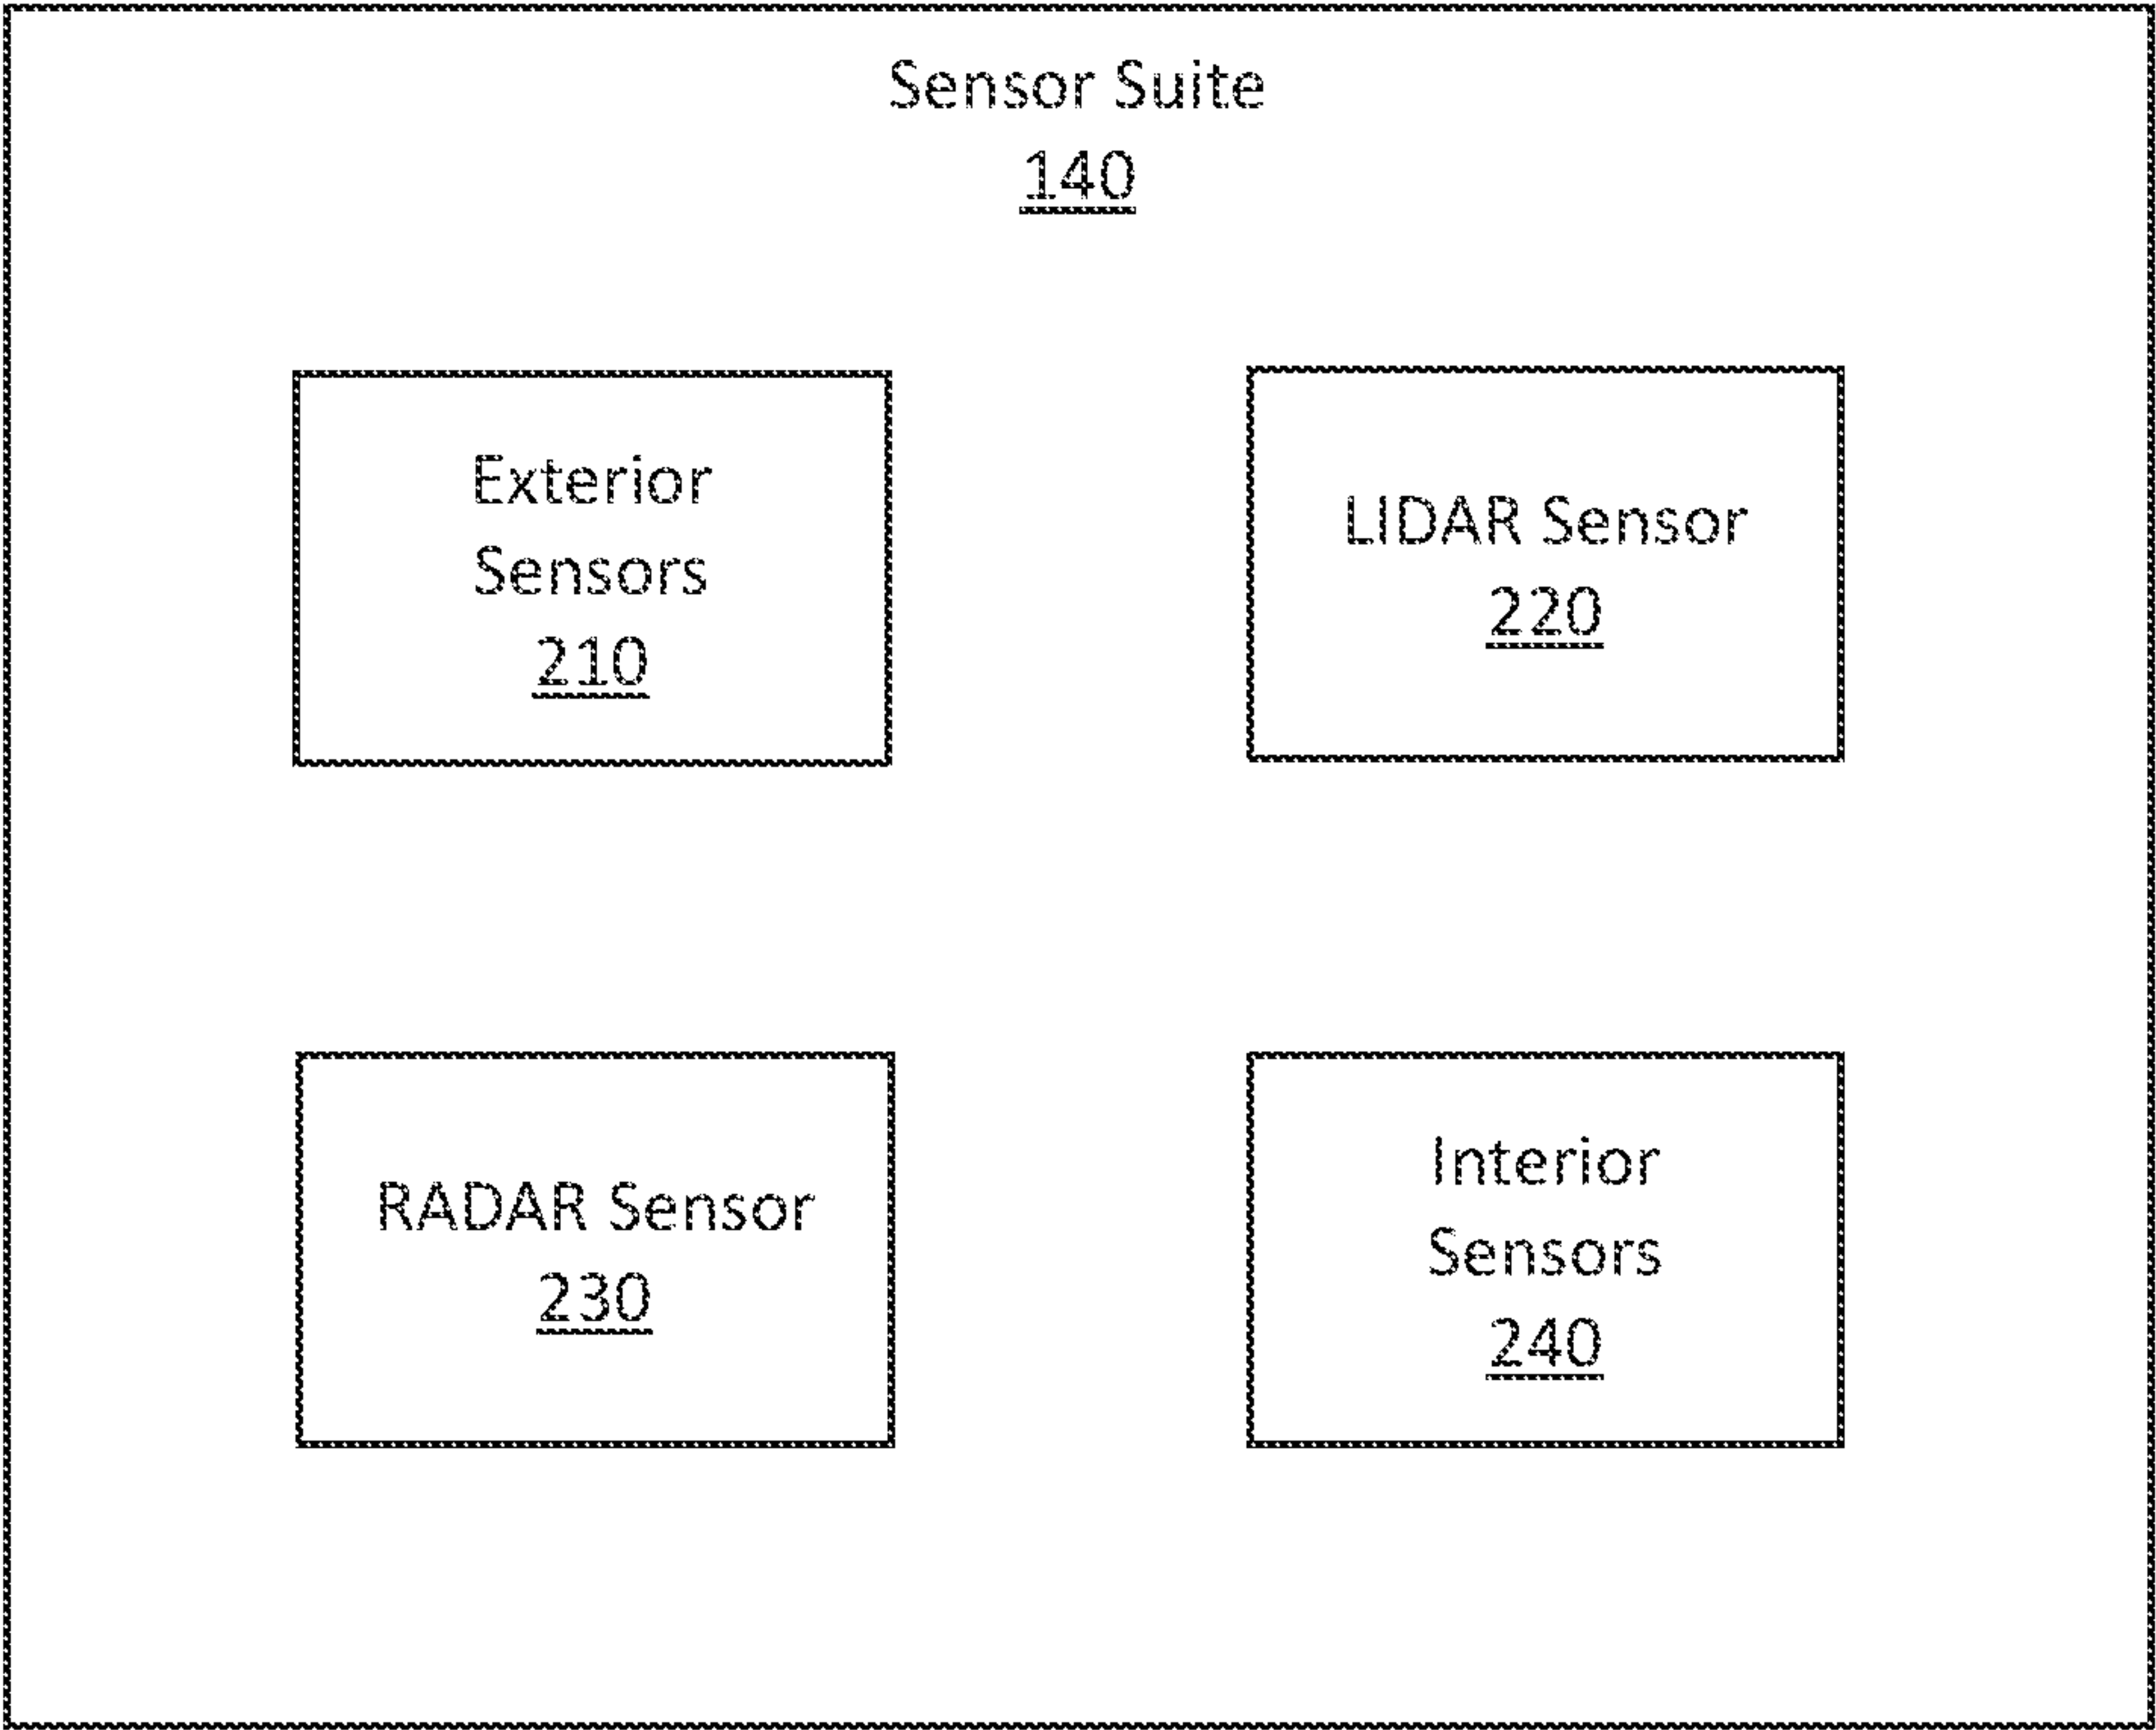 Sensor Suite
140
Exterior
Sensors
210
LIDAR Sensor
220
RADAR Sensor
230
Interior
Sensors
240